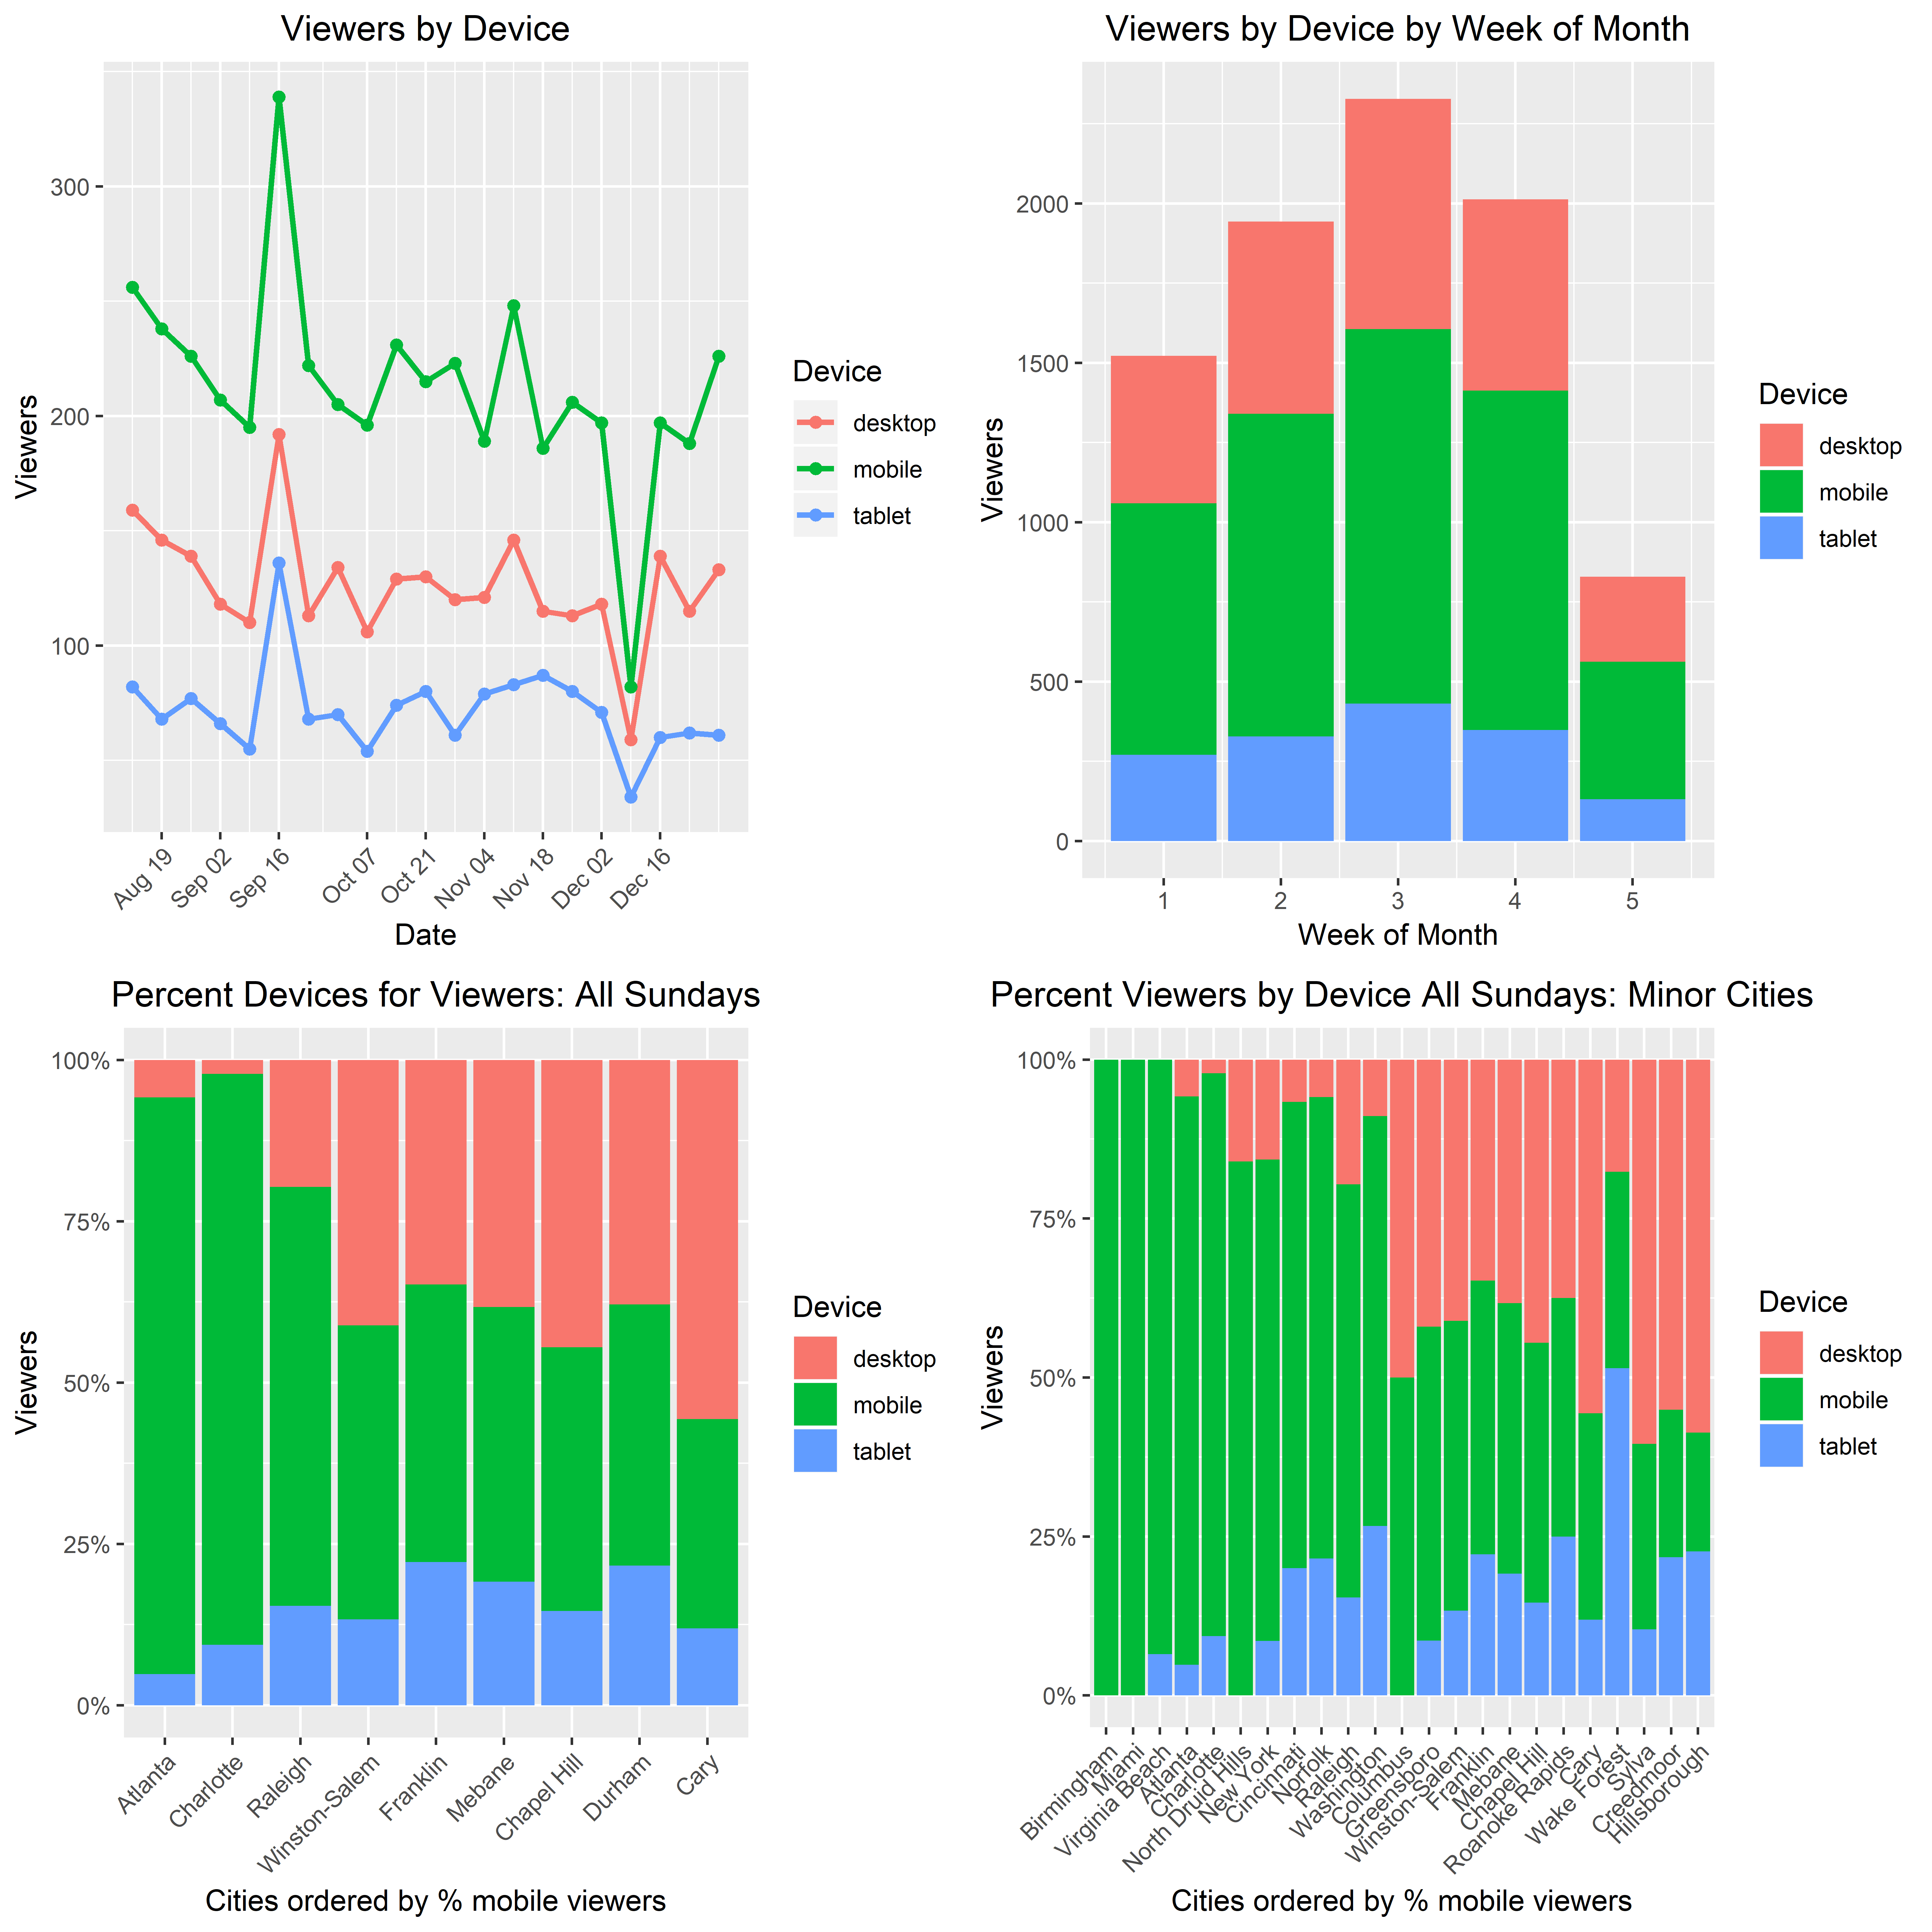 Viewers by Device
Viewers
300
200
100
Aug 19
Sep 02
Sep 16
Oct 07
Oct 21
Nov 04
Nov 18
Dec 02
Dec 16
Date
Device
desktop
mobile
tablet
Viewers by Device by Week of Month
Viewers
2000
1500
1000
500
0
1 2 3 4 5
Week of Month
Device
desktop
mobile
tablet
Percent Devices for Viewers: All Sundays
Viewers
100%
75%
50%
25%
0%
Atlanta
Charlotte
Raleigh
Winston-Salem
Franklin
Mebane
Chapel Hill
Durham
Cary
Cities ordered by % mobile viewers
Device
desktop
mobile
tablet
Percent Viewers by Device All Sundays: Minor Cities
Viewers
100%
75%
50%
25%
0%
Birmingham
Miami
Virginia Beach
Atlanta
Charlotte
North Druid Hills
New York
Cincinnati
Norfolk
Raleigh
Washington
Columbus
Greensboro
Winston-Salem
Franklin
Mebane
Chapel Hill
Roanoke Rapids
Cary
Wake Forest
Sylva
Creedmoor
Hillsborough
Cities ordered by % mobile viewers
Device
desktop
mobile
tablet